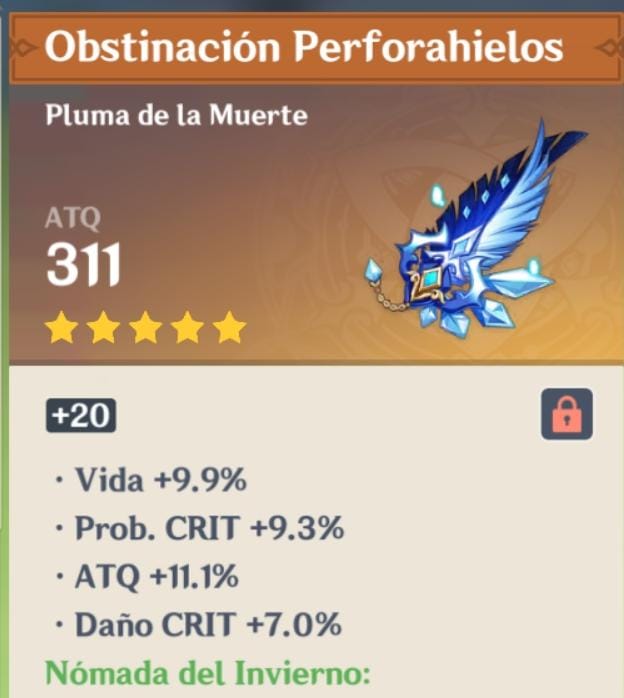 Obstinación Perforahielos
Pluma de la Muerte
ATQ
311
+20
· Vida +9.9%
· Prob. CRIT +9.3%
· ATQ +11.1%
· Daño CRIT +7.0%
Nómada del Invierno: